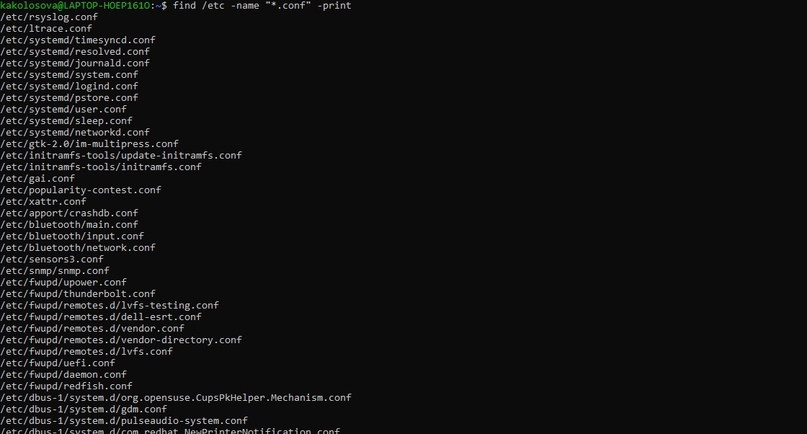 kakolosova@LAPTOP-HOEP1610:~$ find /etc -name "*.conf" -print
/etc/rsyslog.conf
/etc/ltrace.conf
/etc/systemd/timesyncd.conf
/etc/systemd/resolved.conf
/etc/systemd/journald.conf
/etc/systemd/system.conf
/etc/systemd/logind.conf
/etc/systemd/pstore.conf
/etc/systemd/user.conf
/etc/systemd/sleep.conf
/etc/systemd/networkd.conf
/etc/gtk-2.0/im-multipress.conf
/etc/initramfs-tools/update-initramfs.conf
/etc/initramfs-tools/initramfs.conf
/etc/gai.conf
/etc/popularity-contest.conf
/etc/xattr.conf
/etc/apport/crashdb.conf
/etc/bluetooth/main.conf
/etc/bluetooth/input.conf
/etc/bluetooth/network.conf
/etc/sensors3.conf
/etc/snmp/snmp.conf
/etc/fwupd/upower.conf
/etc/fwupd/thunderbolt.conf
/etc/fwupd/remotes.d/lvfs-testing.conf
/etc/fwupd/remotes.d/dell-esrt.conf
/etc/fwupd/remotes.d/vendor.conf
/etc/fwupd/remotes.d/vendor-directory.conf
/etc/fwupd/remotes.d/lvfs.conf
/etc/fwupd/uefi.conf
/etc/fwupd/daemon.conf
/etc/fwupd/redfish.conf
/etc/dbus-1/system.d/org.opensuse.CupsPkHelper.Mechanism.conf
/etc/dbus-1/system.d/gdm.conf
/etc/dbus-1/system.d/pulseaudio-system.conf
/etc/dbus-1/system.d/com.redhat.NewPrinterNotification.conf